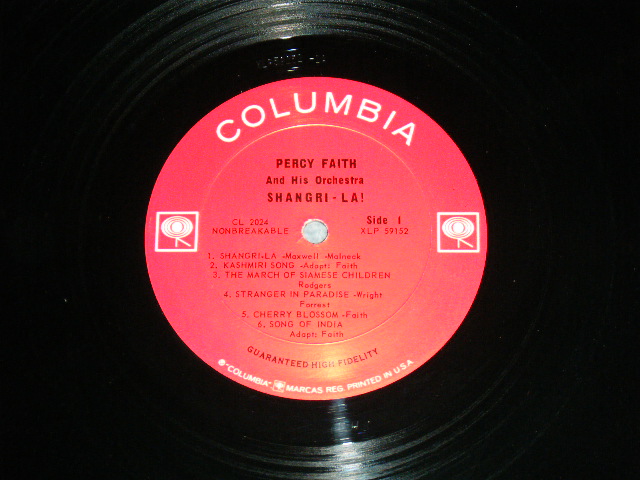 COLUMBIA
PERCY FAITH
And His Orchestra
SHANGRI-LA!
CL 2024
NONBREAKABLE
Side 1
XLP 59152
1. SHANGRI-LA -Maxwell -Malneck
2. KASHMIRI SONG -Adapt: Faith
3. THE MARCH OF SIAMESE CHILDREN
Rodgers
4. STRANGER IN PARADISE -Wright
Forrest
5. CHERRY BLOSSOM -Faith
6. SONG OF INDIA
Adapt: Faith
GUARANTEED HIGH FIDELITY
® "COLUMBIA" MARCAS REG. PRINTED IN U.S.A.